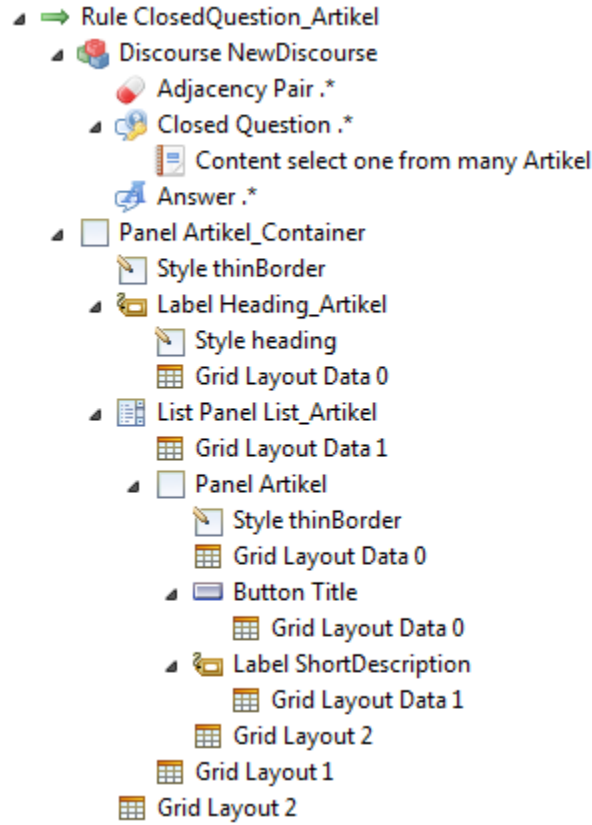 Rule ClosedQuestion_Artikel
Discourse NewDiscourse
Adjacency Pair .*
Closed Question .*
Content select one from many Artikel
Answer .*
Panel Artikel_Container
Style thinBorder
Label Heading_Artikel
Style heading
Grid Layout Data 0
List Panel List_Artikel
Grid Layout Data 1
Panel Artikel
Style thinBorder
Grid Layout Data 0
Button Title
Grid Layout Data 0
Label ShortDescription
Grid Layout Data 1
Grid Layout 2
Grid Layout 1
Grid Layout 2